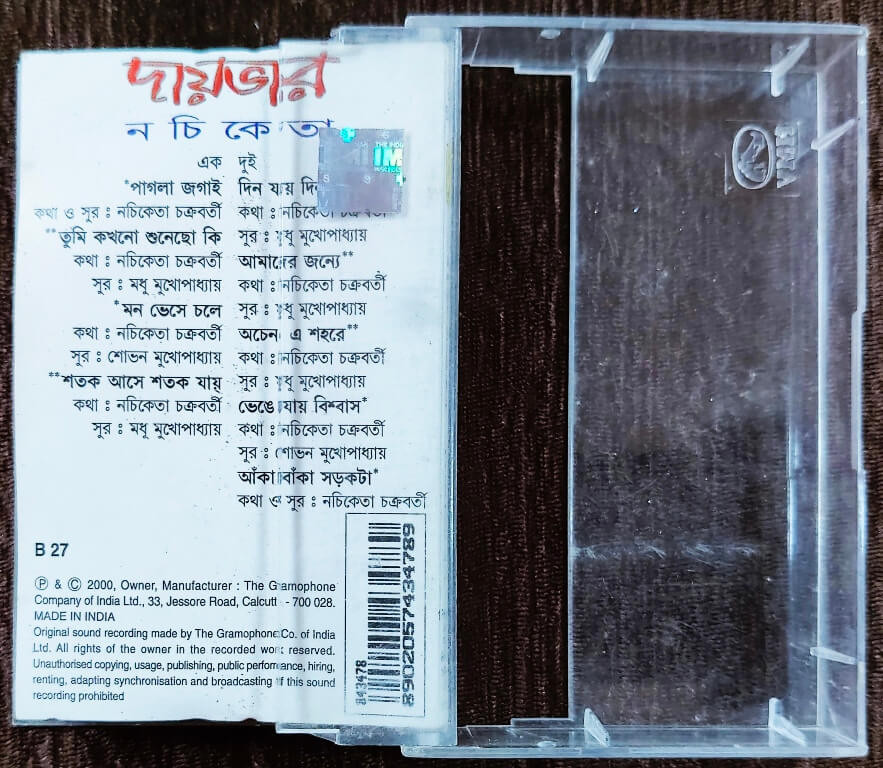 দায়ভার
ন চি কে তা
এক
*পাগলা জগাই
কথা ও সুর : নচিকেতা চক্রবর্তী
**তুমি কখনো শুনেছো কি
কথা : নচিকেতা চক্রবর্তী
সুর : মধু মুখোপাধ্যায়
*মন ভেসে চলে
কথা : নচিকেতা চক্রবর্তী
সুর : শোভন মুখোপাধ্যায়
**শতক আসে শতক যায়
কথা : নচিকেতা চক্রবর্তী
সুর : মধু মুখোপাধ্যায়
দুই
দিন যায়
কথা : নচিকেতা চক্রবর্তী
সুর : মধু মুখোপাধ্যায়
আমাদের জন্যে**
কথা : নচিকেতা চক্রবর্তী
সুর : মধু মুখোপাধ্যায়
অচেনা এ শহরে**
কথা : নচিকেতা চক্রবর্তী
সুর : মধু মুখোপাধ্যায়
ভেঙে যায় বিশ্বাস*
কথা : নচিকেতা চক্রবর্তী
সুর : শোভন মুখোপাধ্যায়
আঁকা বাঁকা সড়কটা*
কথা ও সুর : নচিকেতা চক্রবর্তী
B 27
Ⓟ & © 2000, Owner, Manufacturer : The Gramophone
Company of India Ltd., 33, Jessore Road, Calcutta - 700 028.
MADE IN INDIA
Original sound recording made by The Gramophone Co. of India
Ltd. All rights of the owner in the recorded work reserved.
Unauthorised copying, usage, publishing, public performance, hiring,
renting, adapting synchronisation and broadcasting of this sound
recording prohibited
843478
8902057434789